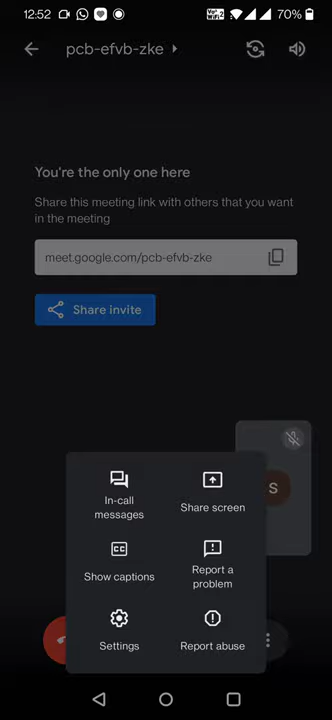 12:52
70%
pcb-efvb-zke
You're the only one here
Share this meeting link with others that you want
in the meeting
meet.google.com/pcb-efvb-zke
Share invite
S
In-call
messages
Share screen
CC
Show captions
Report a
problem
Settings
Report abuse